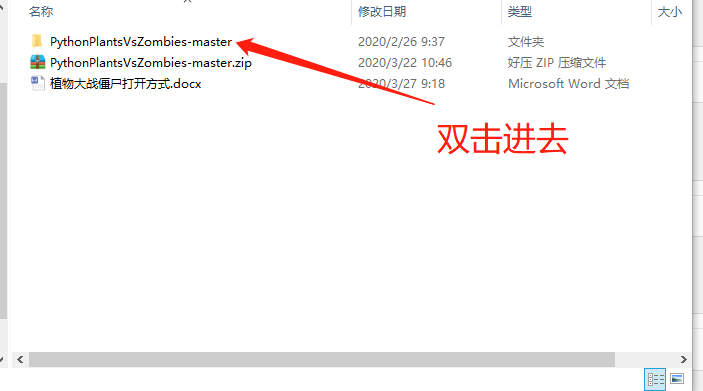 名称 修改日期 类型 大小
PythonPlantsVsZombies-master 2020/2/26 9:37 文件夹
PythonPlantsVsZombies-master.zip 2020/3/22 10:46 好压 ZIP 压缩文件
植物大战僵尸打开方式.docx 2020/3/27 9:18 Microsoft Word 文档
双击进去